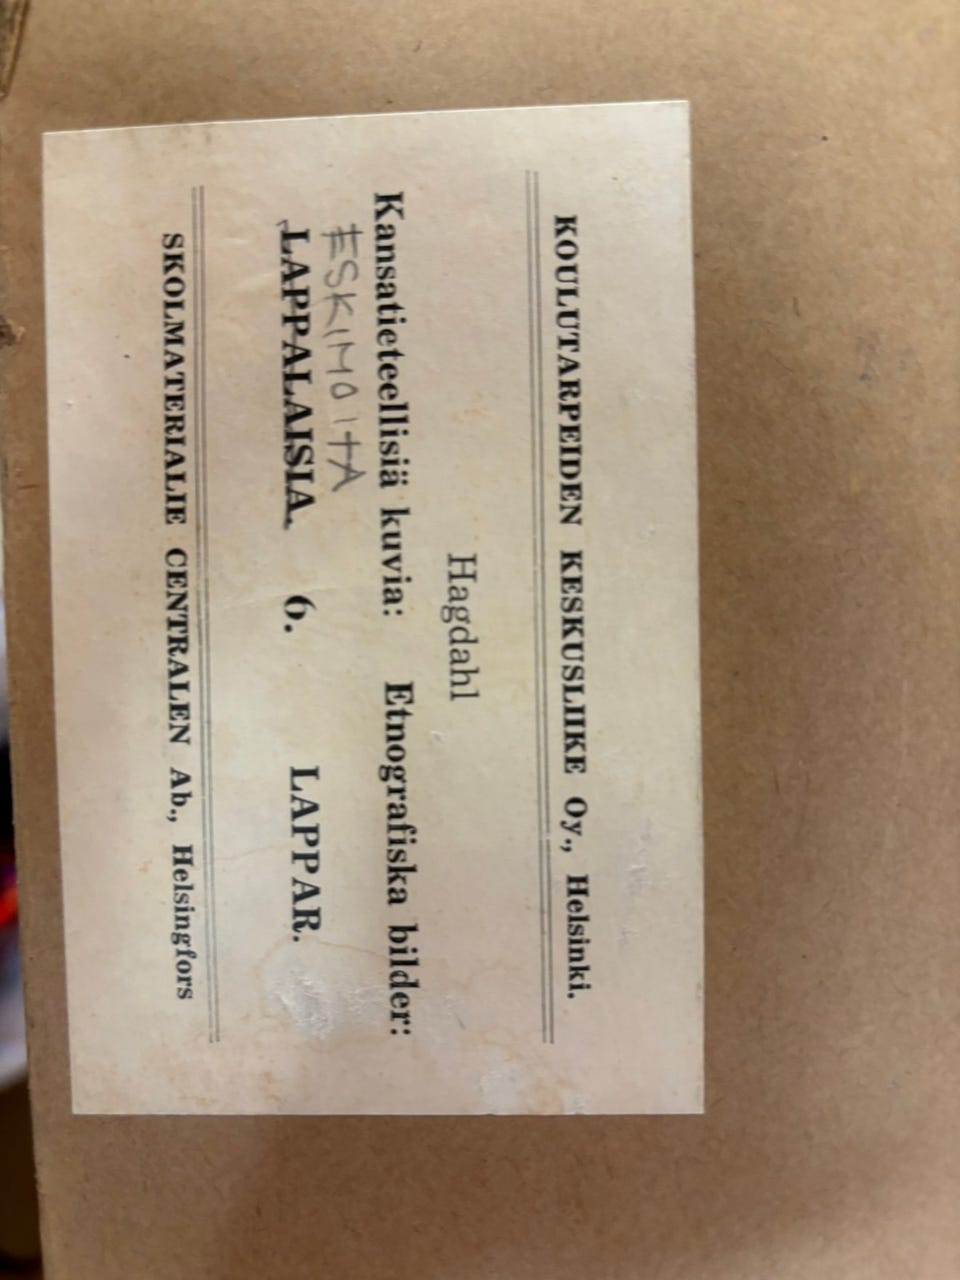 KOULUTARPEIDEN KESKUSLIIKE Oy., Helsinki.
Hagdahl
Kansatieteellisiä kuvia: Etnografiska bilder:
ESKIMOITA
LAPPALAISIA. 6. LAPPAR.
SKOLMATERIALIE CENTRALEN Ab., Helsingfors